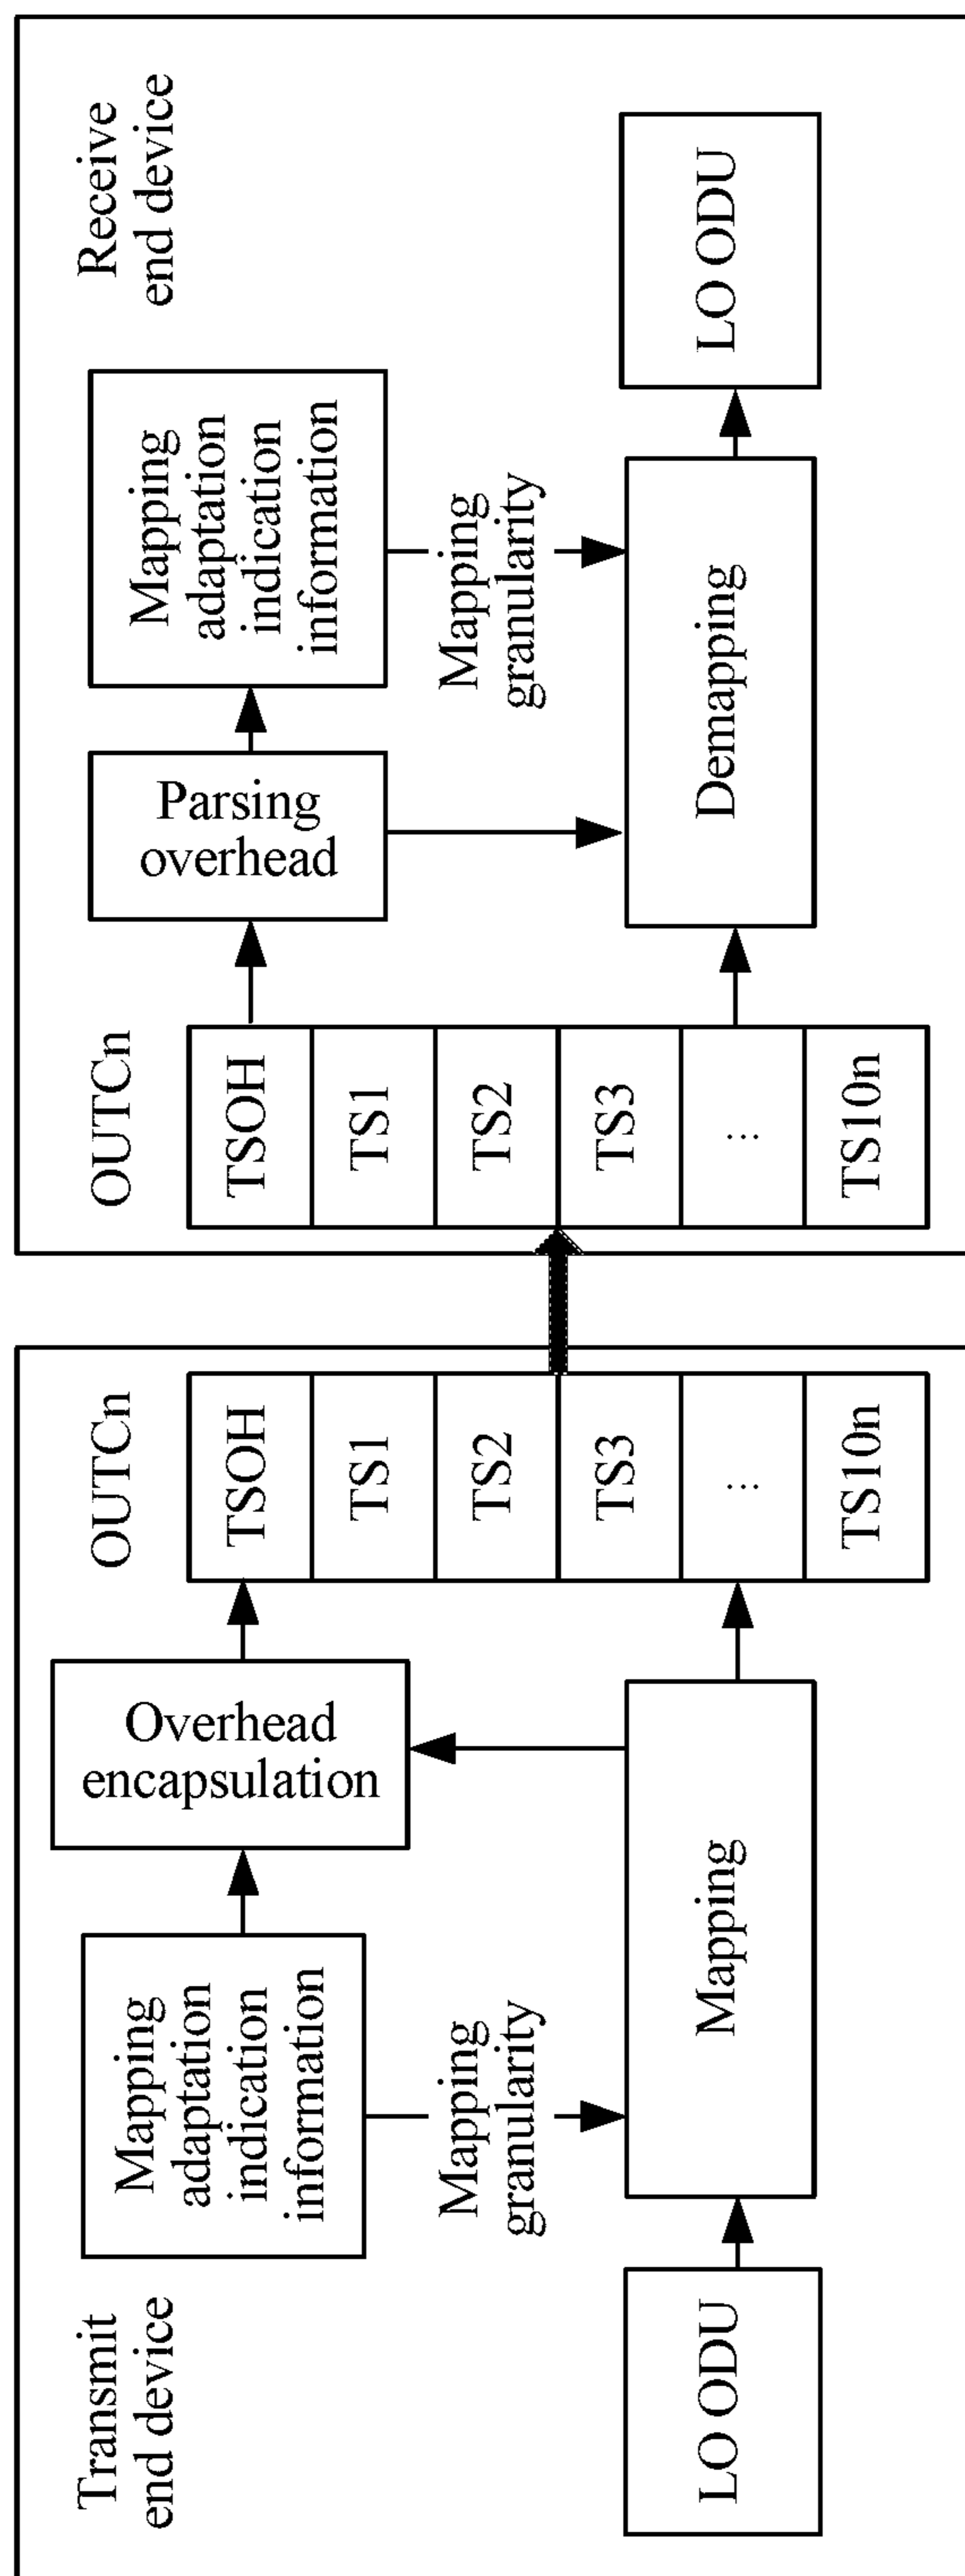 Transmit
end device
Mapping
adaptation
indication
information
Overhead
encapsulation
Mapping
granularity
LO ODU
Mapping
OUTCn
TSOH
TS1
TS2
TS3
...
TS10n
Receive
end device
OUTCn
TSOH
TS1
TS2
TS3
...
TS10n
Parsing
overhead
Mapping
adaptation
indication
information
Mapping
granularity
Demapping
LO ODU